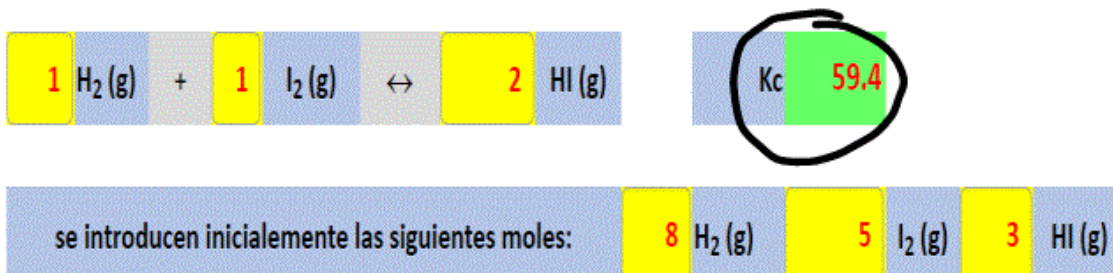 1 H₂ (g) + 1 I₂ (g) ↔ 2 HI (g) Kc 59.4
se introducen inicialemente las siguientes moles: 8 H₂ (g) 5 I₂ (g) 3 HI (g)